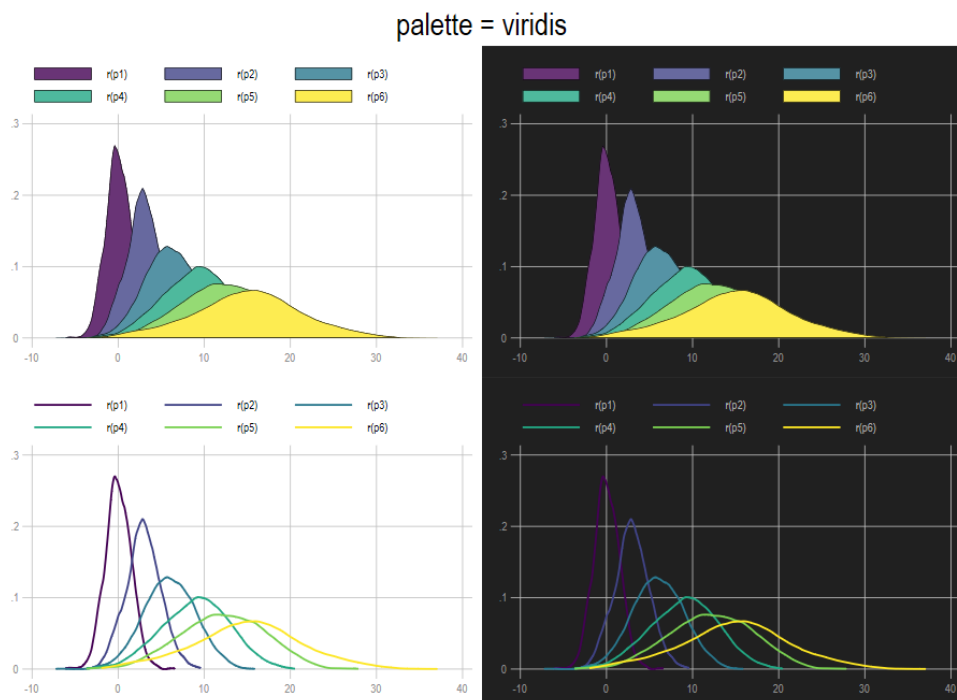 palette = viridis
r(p1) r(p2) r(p3)
r(p4) r(p5) r(p6)
.3
.2
.1
0
-10 0 10 20 30 40
r(p1) r(p2) r(p3)
r(p4) r(p5) r(p6)
.3
.2
.1
0
-10 0 10 20 30 40
r(p1) r(p2) r(p3)
r(p4) r(p5) r(p6)
.3
.2
.1
0
-10 0 10 20 30 40
r(p1) r(p2) r(p3)
r(p4) r(p5) r(p6)
.3
.2
.1
0
-10 0 10 20 30 40